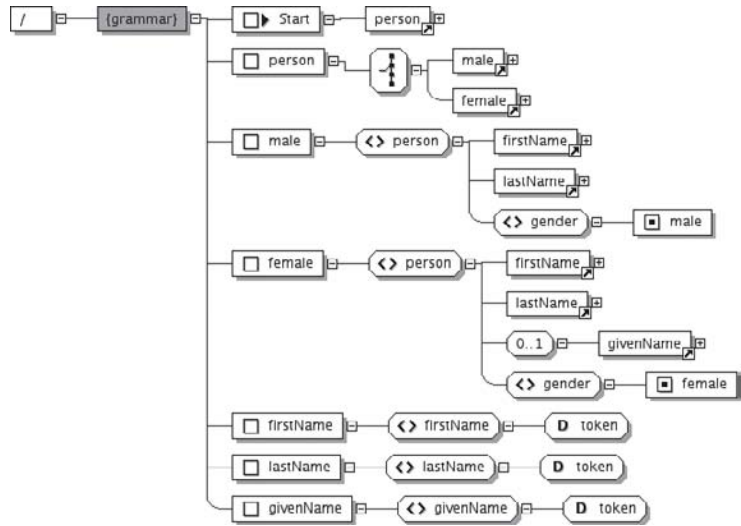 / {grammar} Start person
person male
female
male <> person firstName
lastName
<> gender male
female <> person firstName
lastName
0..1 givenName
<> gender female
firstName <> firstName D token
lastName <> lastName D token
givenName <> givenName D token